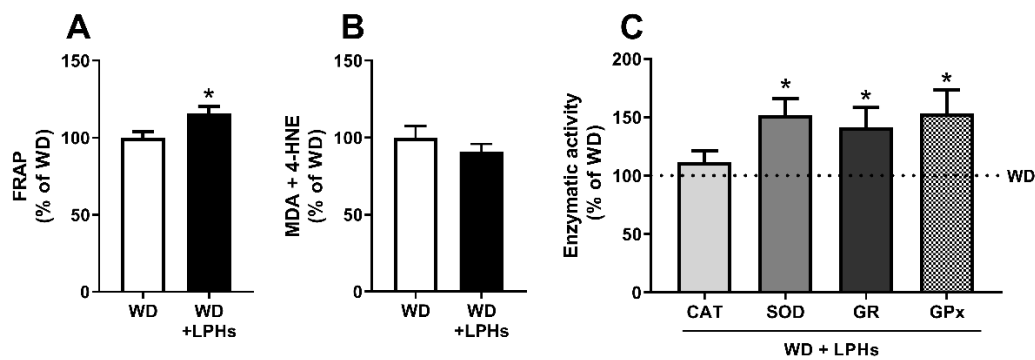 A
FRAP
(% of WD)
150
100
50
0
*
WD
WD
+LPHs
B
MDA + 4-HNE
(% of WD)
150
100
50
0
WD
WD
+LPHs
C
Enzymatic activity
(% of WD)
200
150
100
50
0
*
*
*
WD
CAT
SOD
GR
GPx
WD + LPHs